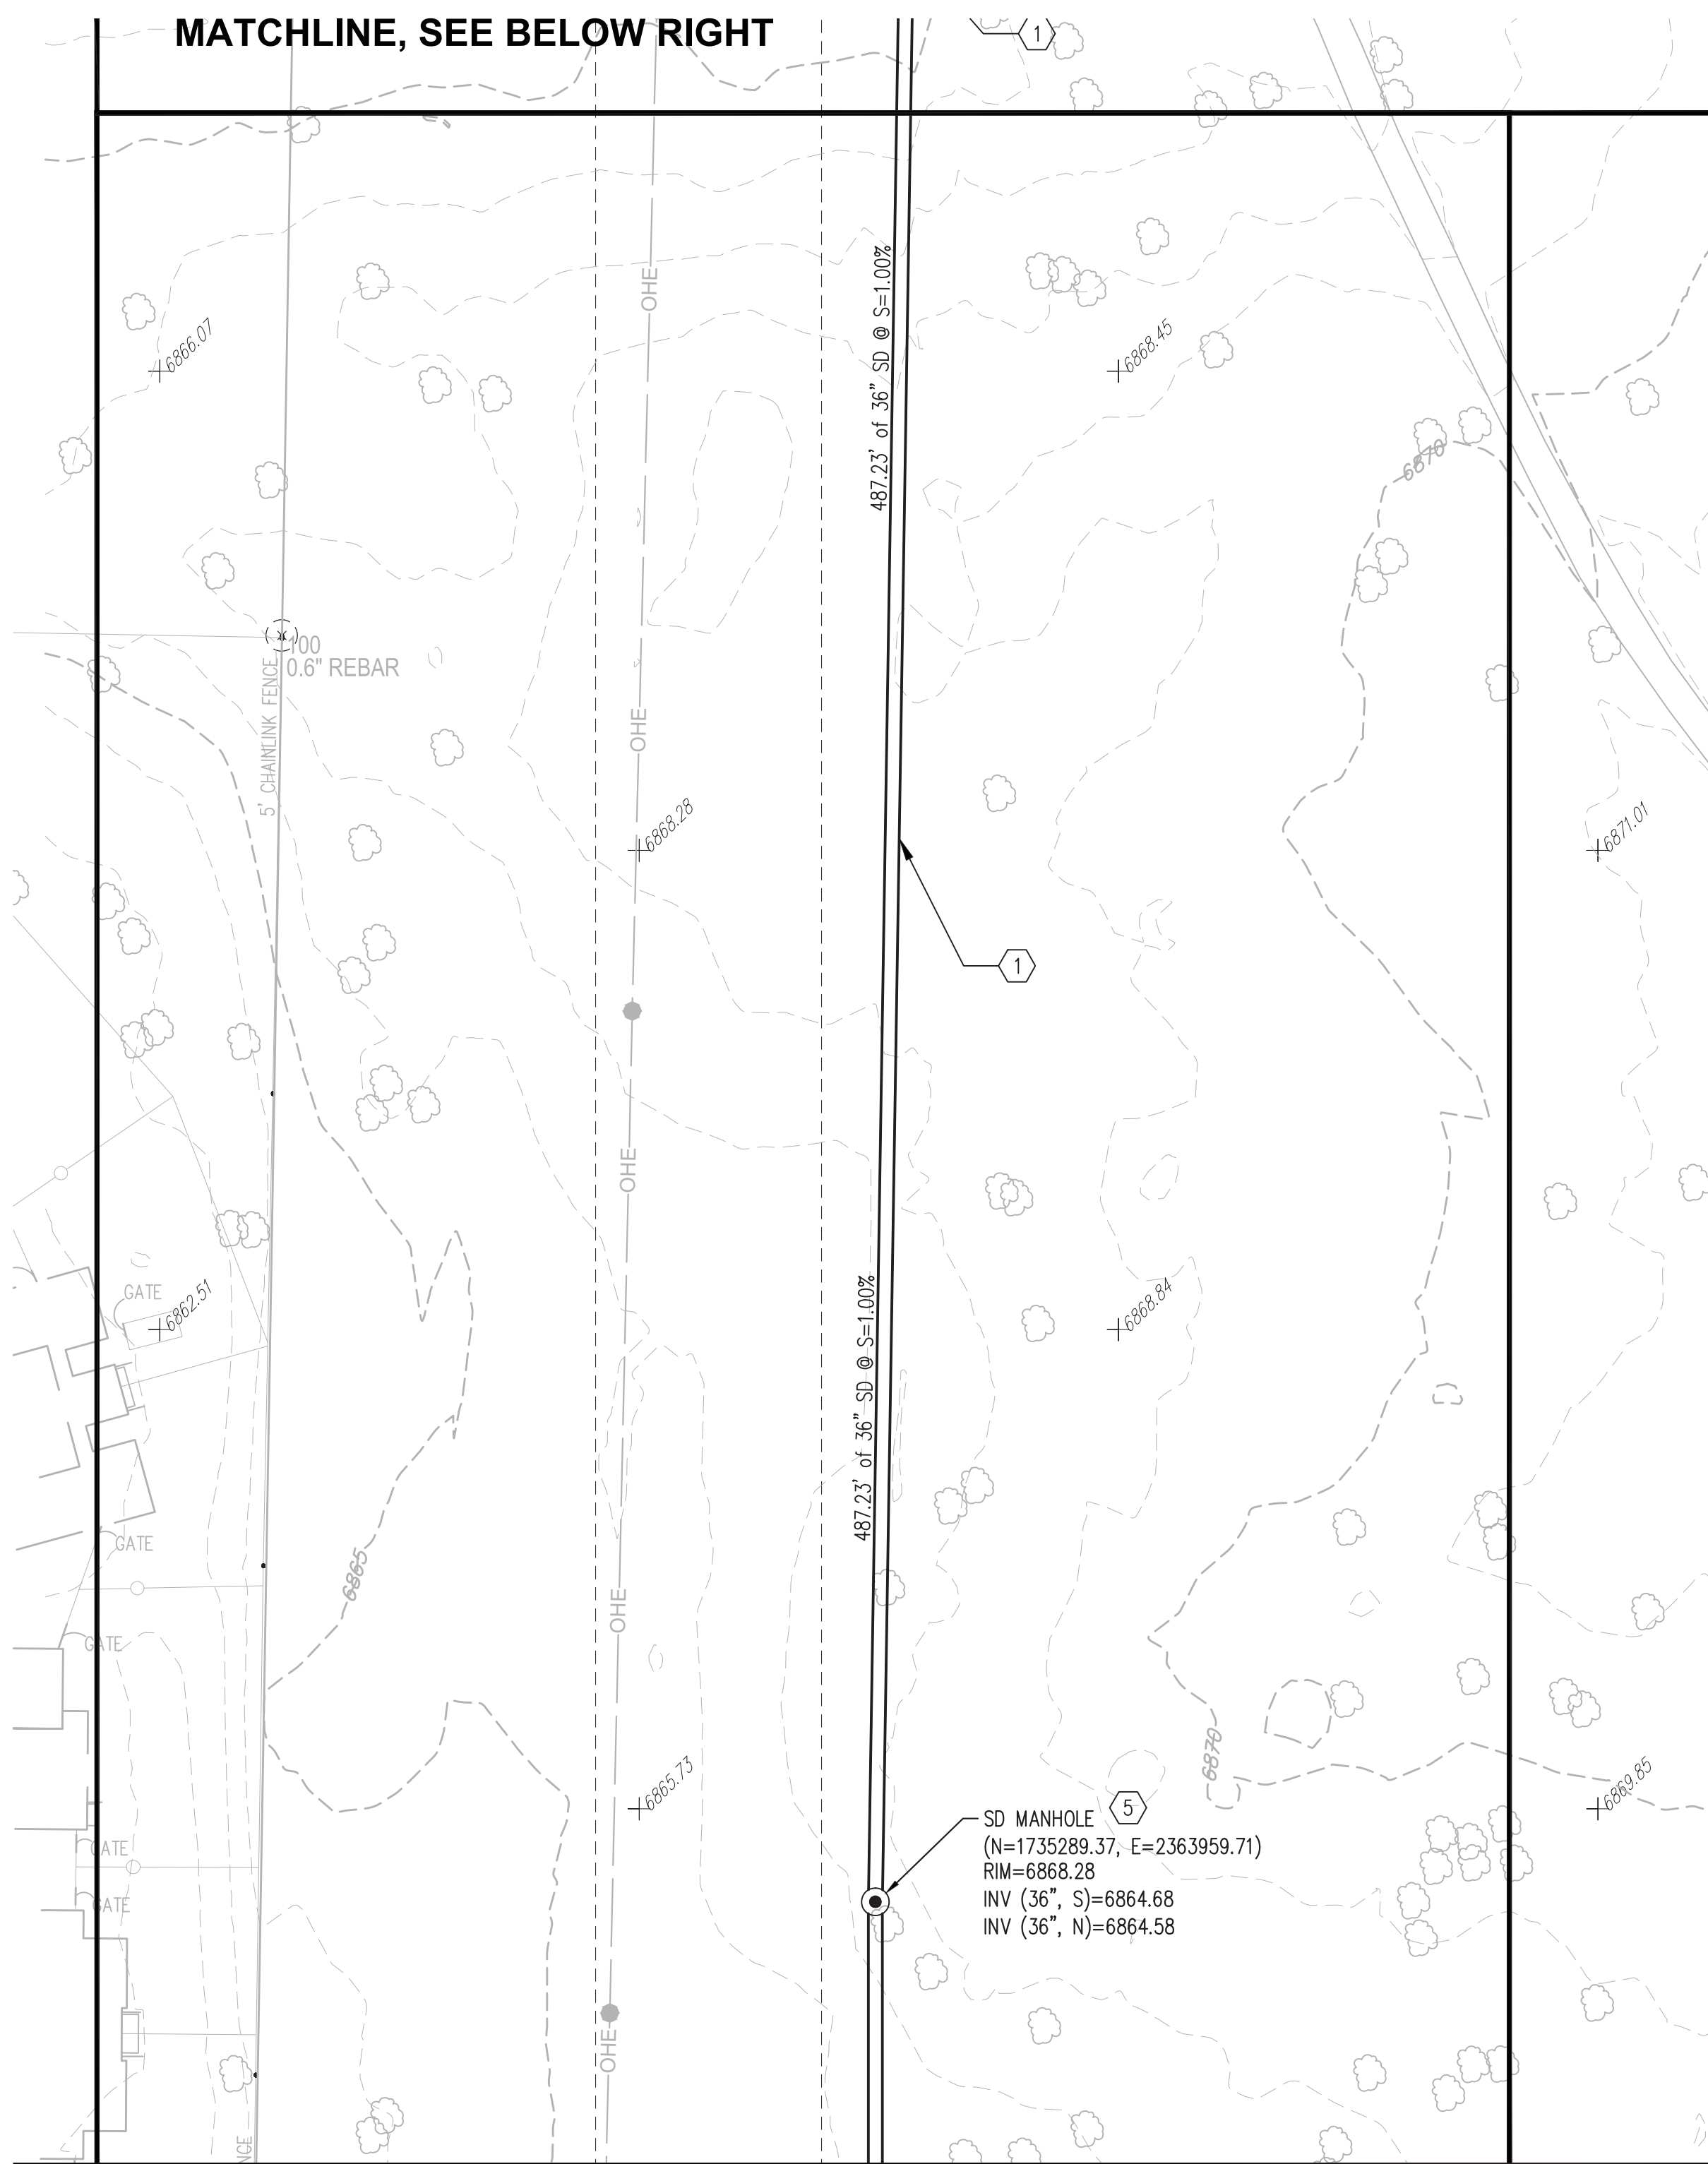 MATCHLINE, SEE BELOW RIGHT
1
487.23' of 36" SD @ S=1.00%
OHE
6866.07
6868.45
6870
100
0.6" REBAR
5' CHAINLINK FENCE
OHE
6868.28
6871.01
1
OHE
GATE
6862.51
6868.84
487.23' of 36" SD @ S=1.00%
GATE
6865
OHE
GATE
6870
6865.73
6869.85
5
SD MANHOLE
(N=1735289.37, E=2363959.71)
RIM=6868.28
INV (36", S)=6864.68
INV (36", N)=6864.58
GATE
GATE
OHE
NCE